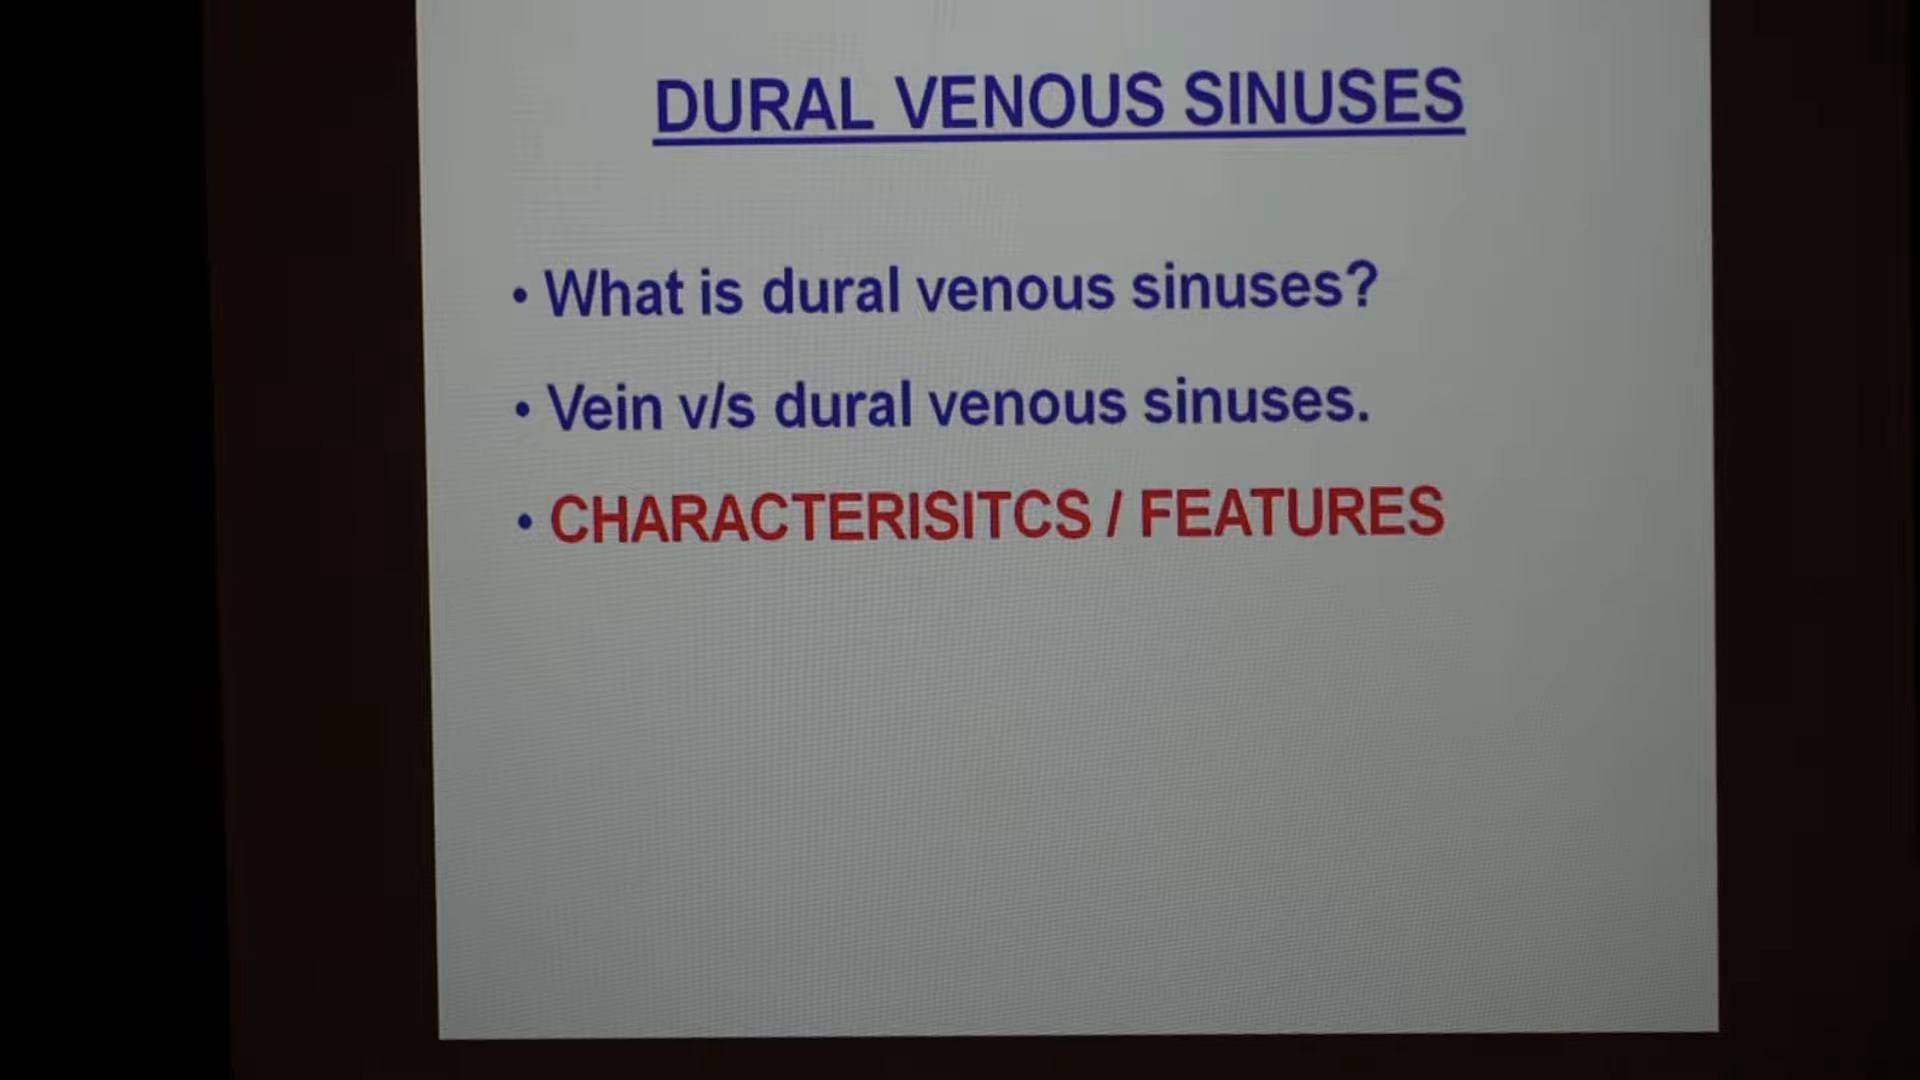 DURAL VENOUS SINUSES
• What is dural venous sinuses?
• Vein v/s dural venous sinuses.
• CHARACTERISITCS / FEATURES